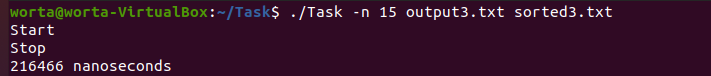 worta@worta-VirtualBox:~/Task$ ./Task -n 15 output3.txt sorted3.txt
Start
Stop
216466 nanoseconds